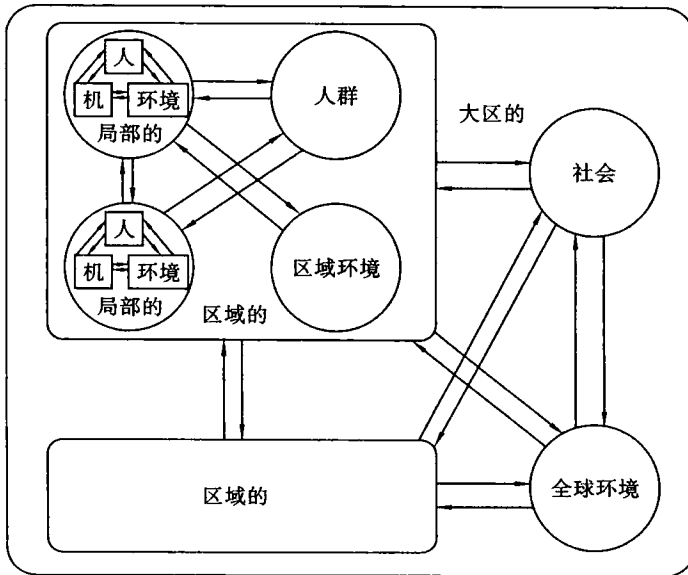 人
机
环境
局部的
人群
大区的
社会
人
机
环境
局部的
区域环境
区域的
区域的
全球环境